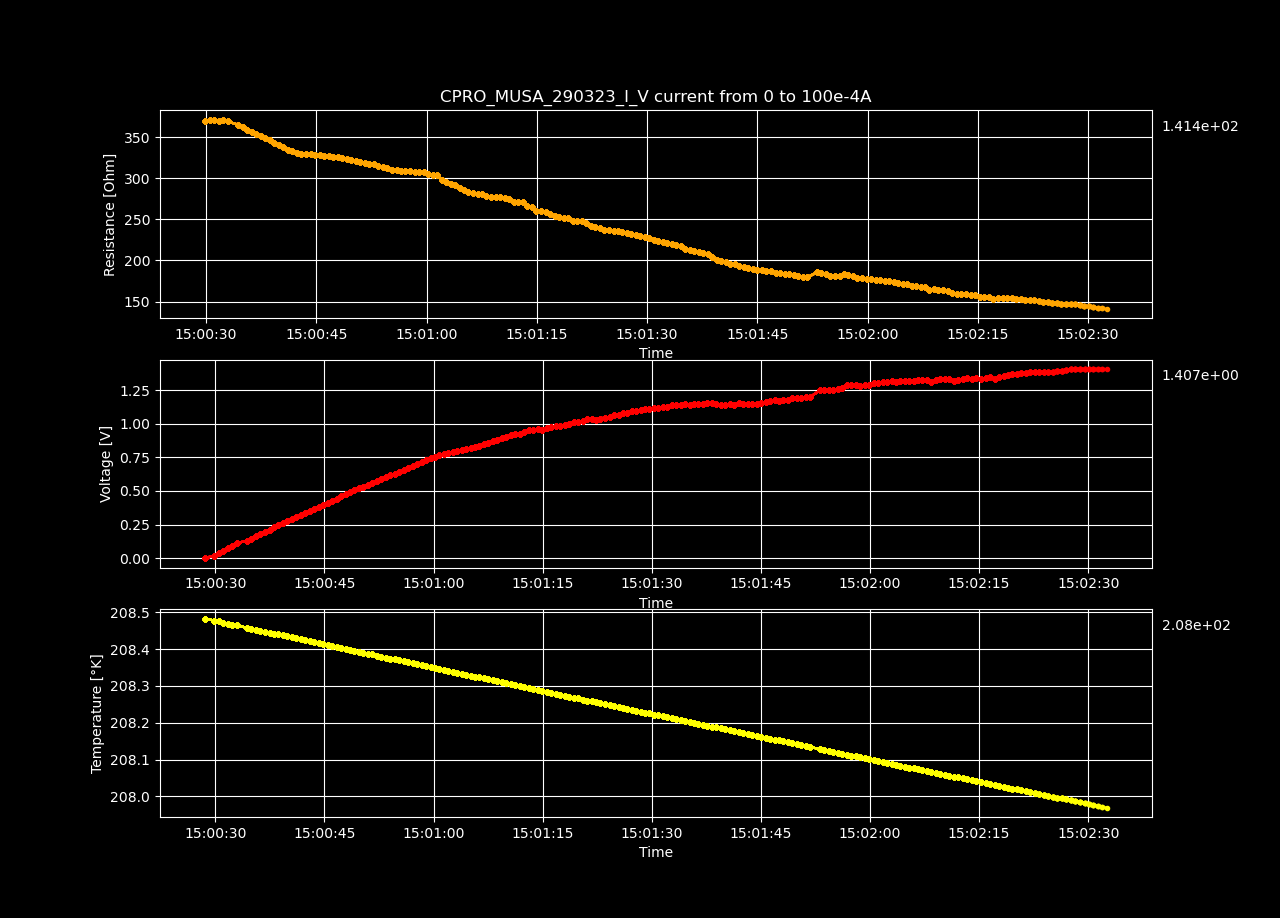 CPRO_MUSA_290323_I_V current from 0 to 100e-4A
1.414e+02
Resistance [Ohm]
350
300
250
200
150
15:00:30 15:00:45 15:01:00 15:01:15 15:01:30 15:01:45 15:02:00 15:02:15 15:02:30
Time
1.407e+00
Voltage [V]
1.25
1.00
0.75
0.50
0.25
0.00
15:00:30 15:00:45 15:01:00 15:01:15 15:01:30 15:01:45 15:02:00 15:02:15 15:02:30
Time
2.08e+02
Temperature [°K]
208.5
208.4
208.3
208.2
208.1
208.0
15:00:30 15:00:45 15:01:00 15:01:15 15:01:30 15:01:45 15:02:00 15:02:15 15:02:30
Time